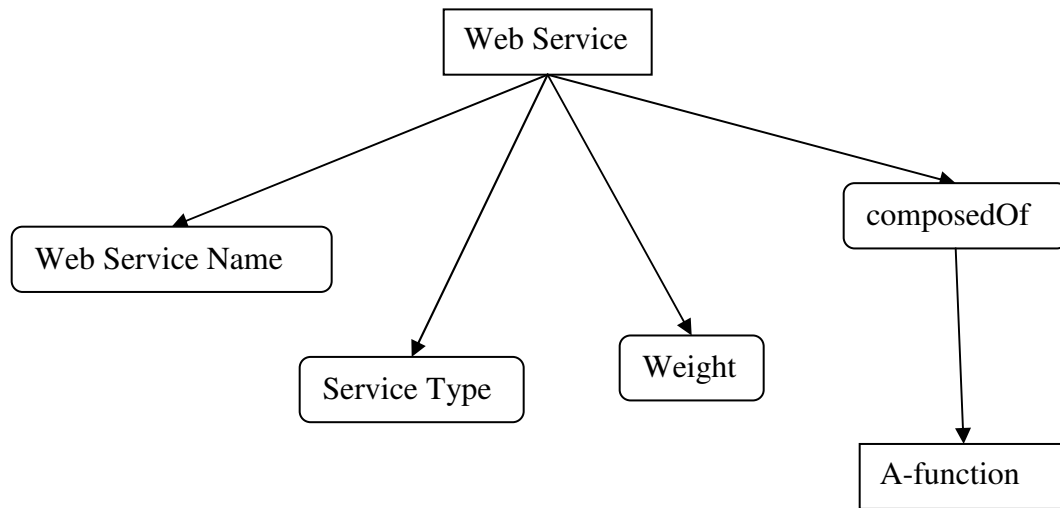 Web Service
composedOf
Web Service Name
Weight
Service Type
A-function